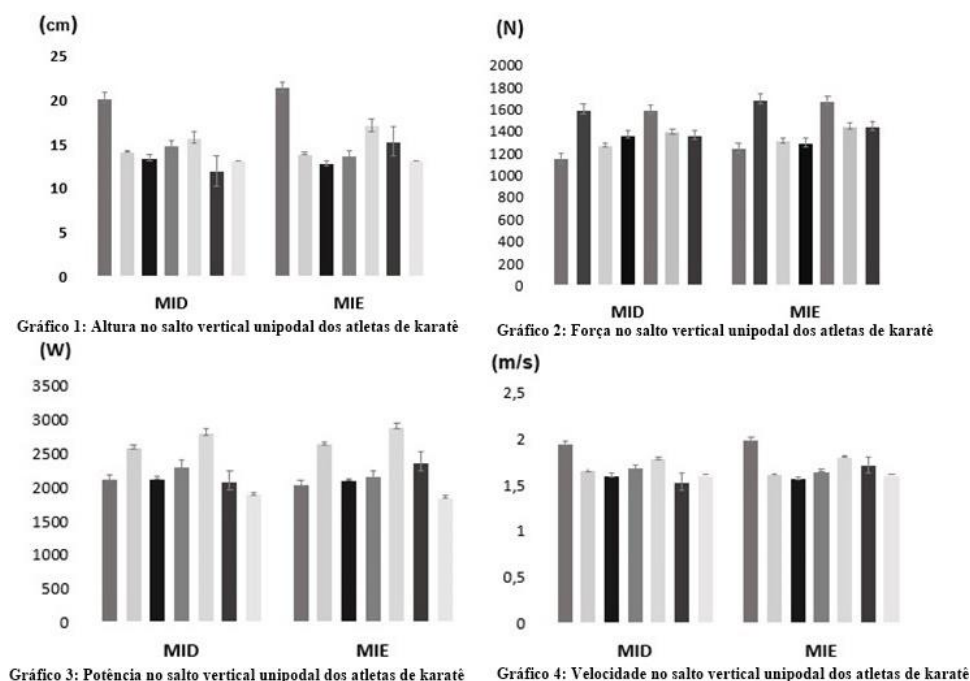 (cm)
25
20
15
10
5
0
MID MIE
Gráfico 1: Altura no salto vertical unipodal dos atletas de karatê
(N)
2000
1800
1600
1400
1200
1000
800
600
400
200
0
MID MIE
Gráfico 2: Força no salto vertical unipodal dos atletas de karatê
(W)
3500
3000
2500
2000
1500
1000
500
0
MID MIE
Gráfico 3: Potência no salto vertical unipodal dos atletas de karatê
(m/s)
2,5
2
1,5
1
0,5
0
MID MIE
Gráfico 4: Velocidade no salto vertical unipodal dos atletas de karatê